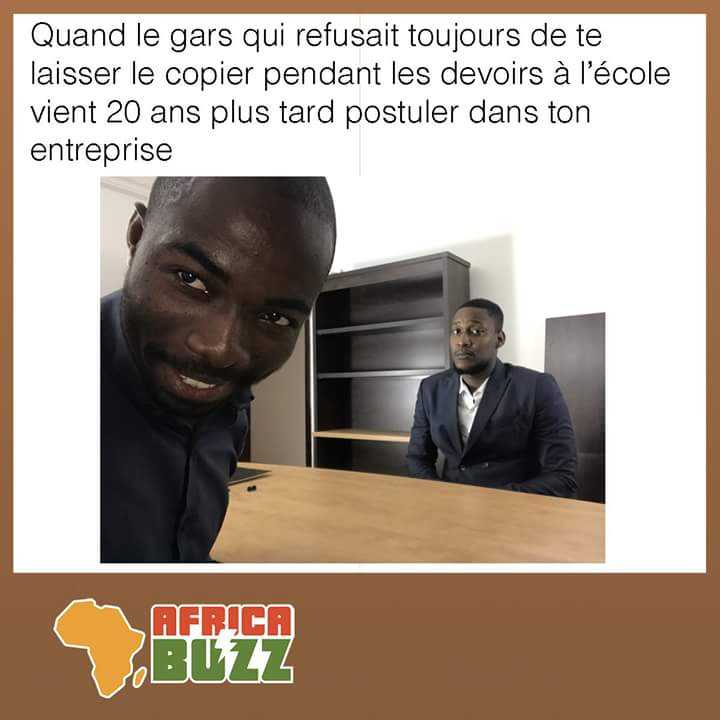 Quand le gars qui refusait toujours de te
laisser le copier pendant les devoirs à l'école
vient 20 ans plus tard postuler dans ton
entreprise
AFRICA
BUZZ